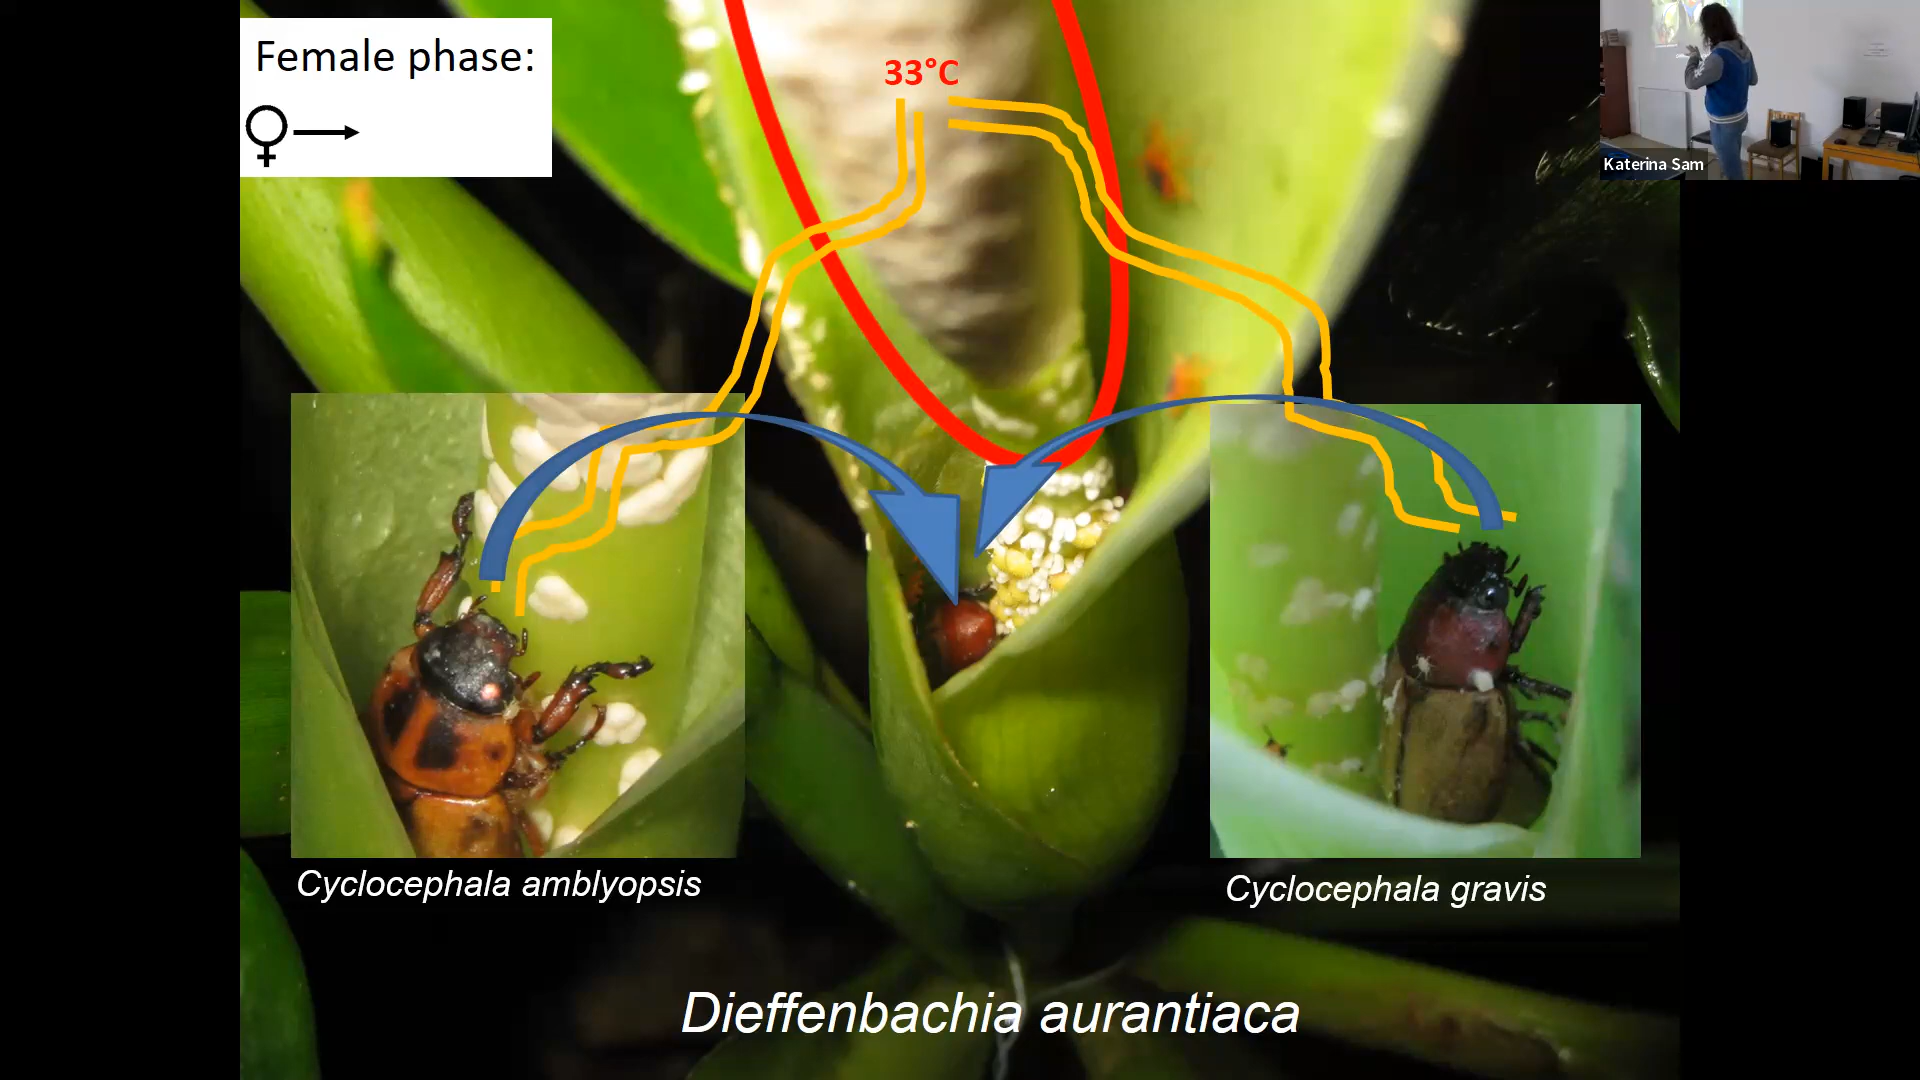 Female phase:
33°C
Katerina Sam
Cyclocephala amblyopsis
Cyclocephala gravis
Dieffenbachia aurantiaca